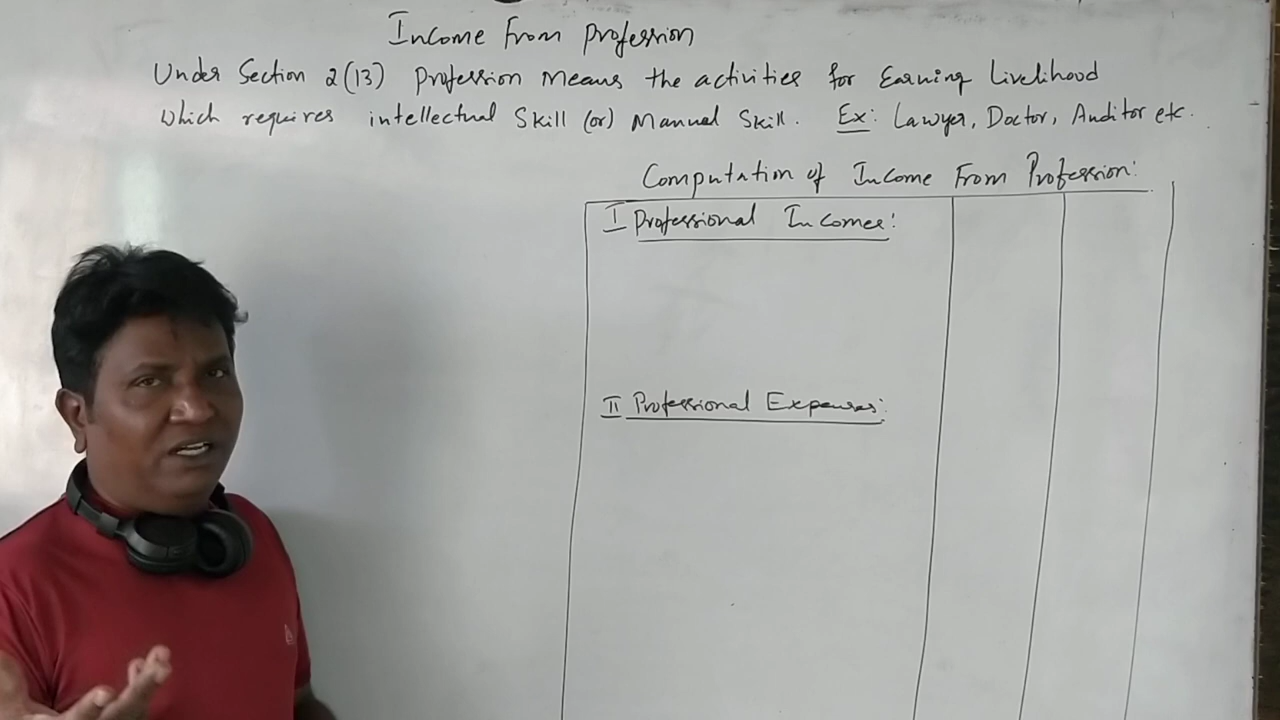 Income From Profession
Under Section 2(13) Profession Means the activities for Earning Livelihood
Which requires intellectual Skill (or) Manual Skill. Ex: Lawyer, Doctor, Auditor etc.
Computation of Income From Profession:
I Professional Incomes:
II Professional Expenses: